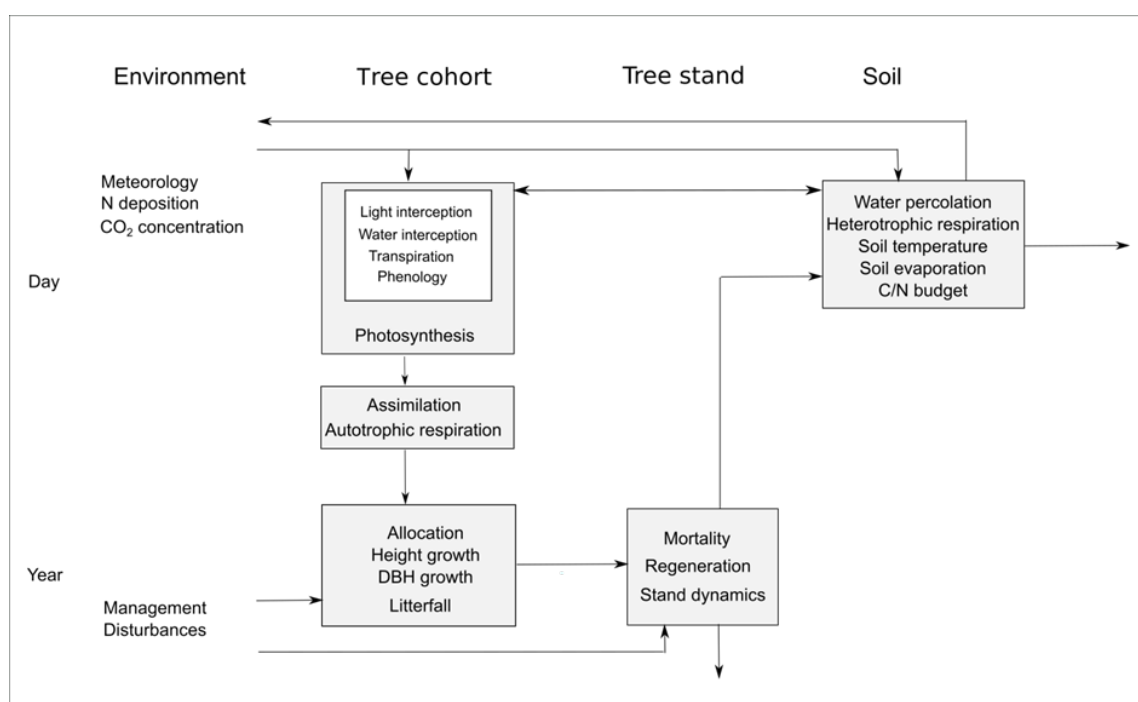 Environment
Tree cohort
Tree stand
Soil
Meteorology
N deposition
CO₂ concentration
Light interception
Water interception
Transpiration
Phenology
Photosynthesis
Water percolation
Heterotrophic respiration
Soil temperature
Soil evaporation
C/N budget
Day
Assimilation
Autotrophic respiration
Allocation
Height growth
DBH growth
Litterfall
Mortality
Regeneration
Stand dynamics
Year
Management
Disturbances